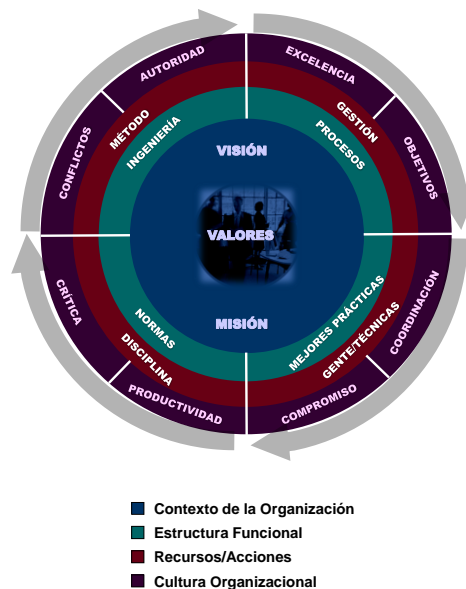 AUTORIDAD
EXCELENCIA
CONFLICTOS
MÉTODO
INGENIERÍA
GESTIÓN
PROCESOS
OBJETIVOS
VISIÓN
VALORES
MISIÓN
CRÍTICA
NORMAS
DISCIPLINA
PRODUCTIVIDAD
MEJORES PRÁCTICAS
GENTE/TÉCNICAS
COORDINACIÓN
COMPROMISO
Contexto de la Organización
Estructura Funcional
Recursos/Acciones
Cultura Organizacional